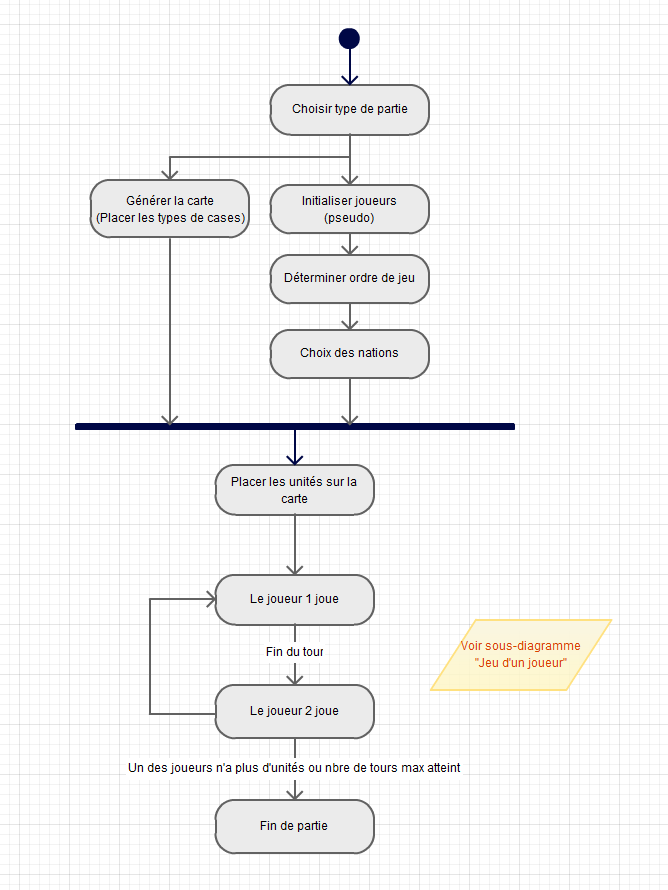 Choisir type de partie
Générer la carte
(Placer les types de cases)
Initialiser joueurs
(pseudo)
Déterminer ordre de jeu
Choix des nations
Placer les unités sur la
carte
Le joueur 1 joue
Fin du tour
Voir sous-diagramme
"Jeu d'un joueur"
Le joueur 2 joue
Un des joueurs n'a plus d'unités ou nbre de tours max atteint
Fin de partie